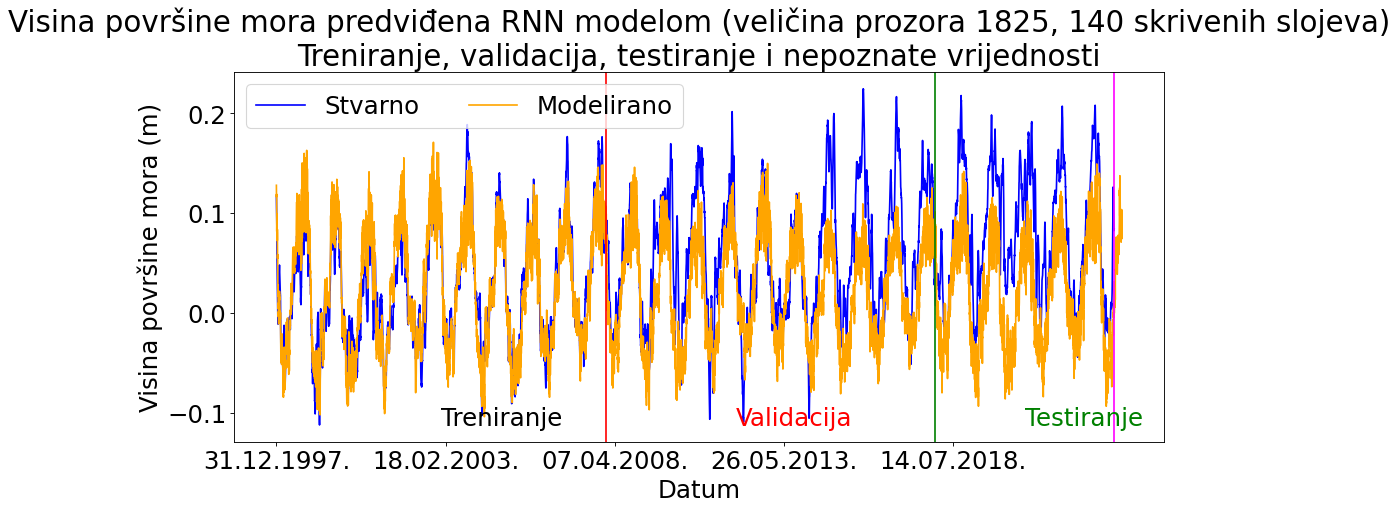 Visina površine mora predviđena RNN modelom (veličina prozora 1825, 140 skrivenih slojeva)
Treniranje, validacija, testiranje i nepoznate vrijednosti
Stvarno
Modelirano
Visina površine mora (m)
0.2
0.1
0.0
−0.1
Treniranje
Validacija
Testiranje
31.12.1997.
18.02.2003.
07.04.2008.
26.05.2013.
14.07.2018.
Datum